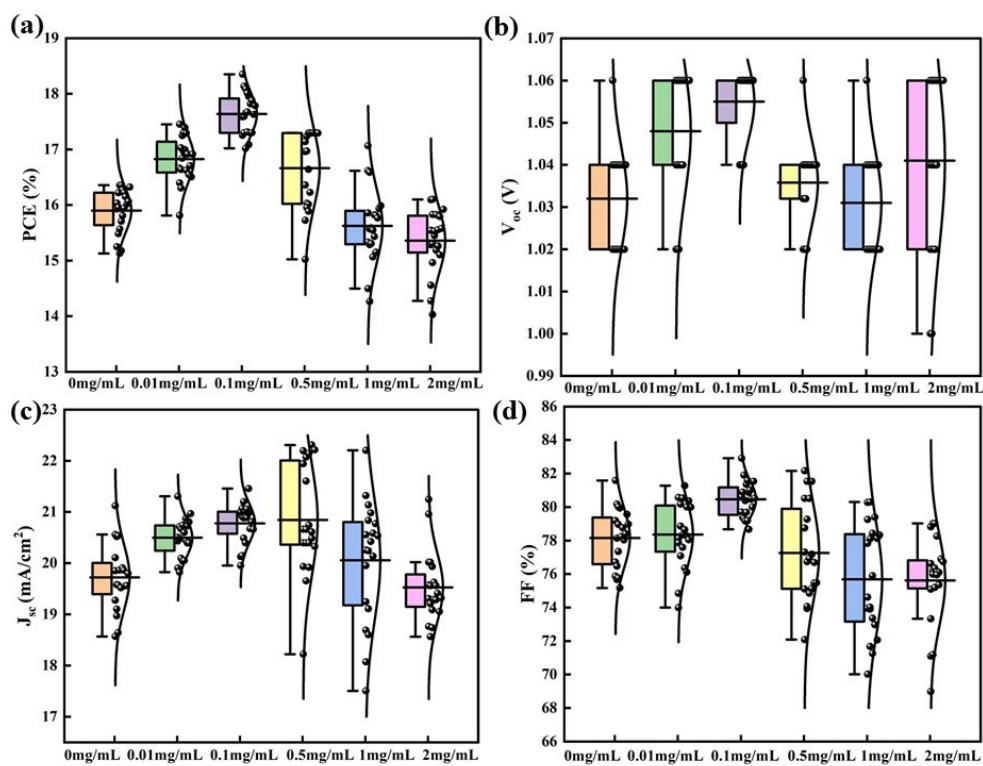 (a)
19
18
17
16
15
14
13
PCE (%)
0mg/mL 0.01mg/mL 0.1mg/mL 0.5mg/mL 1mg/mL 2mg/mL
(b)
1.07
1.06
1.05
1.04
1.03
1.02
1.01
1.00
0.99
Voc (V)
0mg/mL 0.01mg/mL 0.1mg/mL 0.5mg/mL 1mg/mL 2mg/mL
(c)
23
22
21
20
19
18
17
16
Jsc (mA/cm²)
0mg/mL 0.01mg/mL 0.1mg/mL 0.5mg/mL 1mg/mL 2mg/mL
(d)
86
84
82
80
78
76
74
72
70
68
66
FF (%)
0mg/mL 0.01mg/mL 0.1mg/mL 0.5mg/mL 1mg/mL 2mg/mL